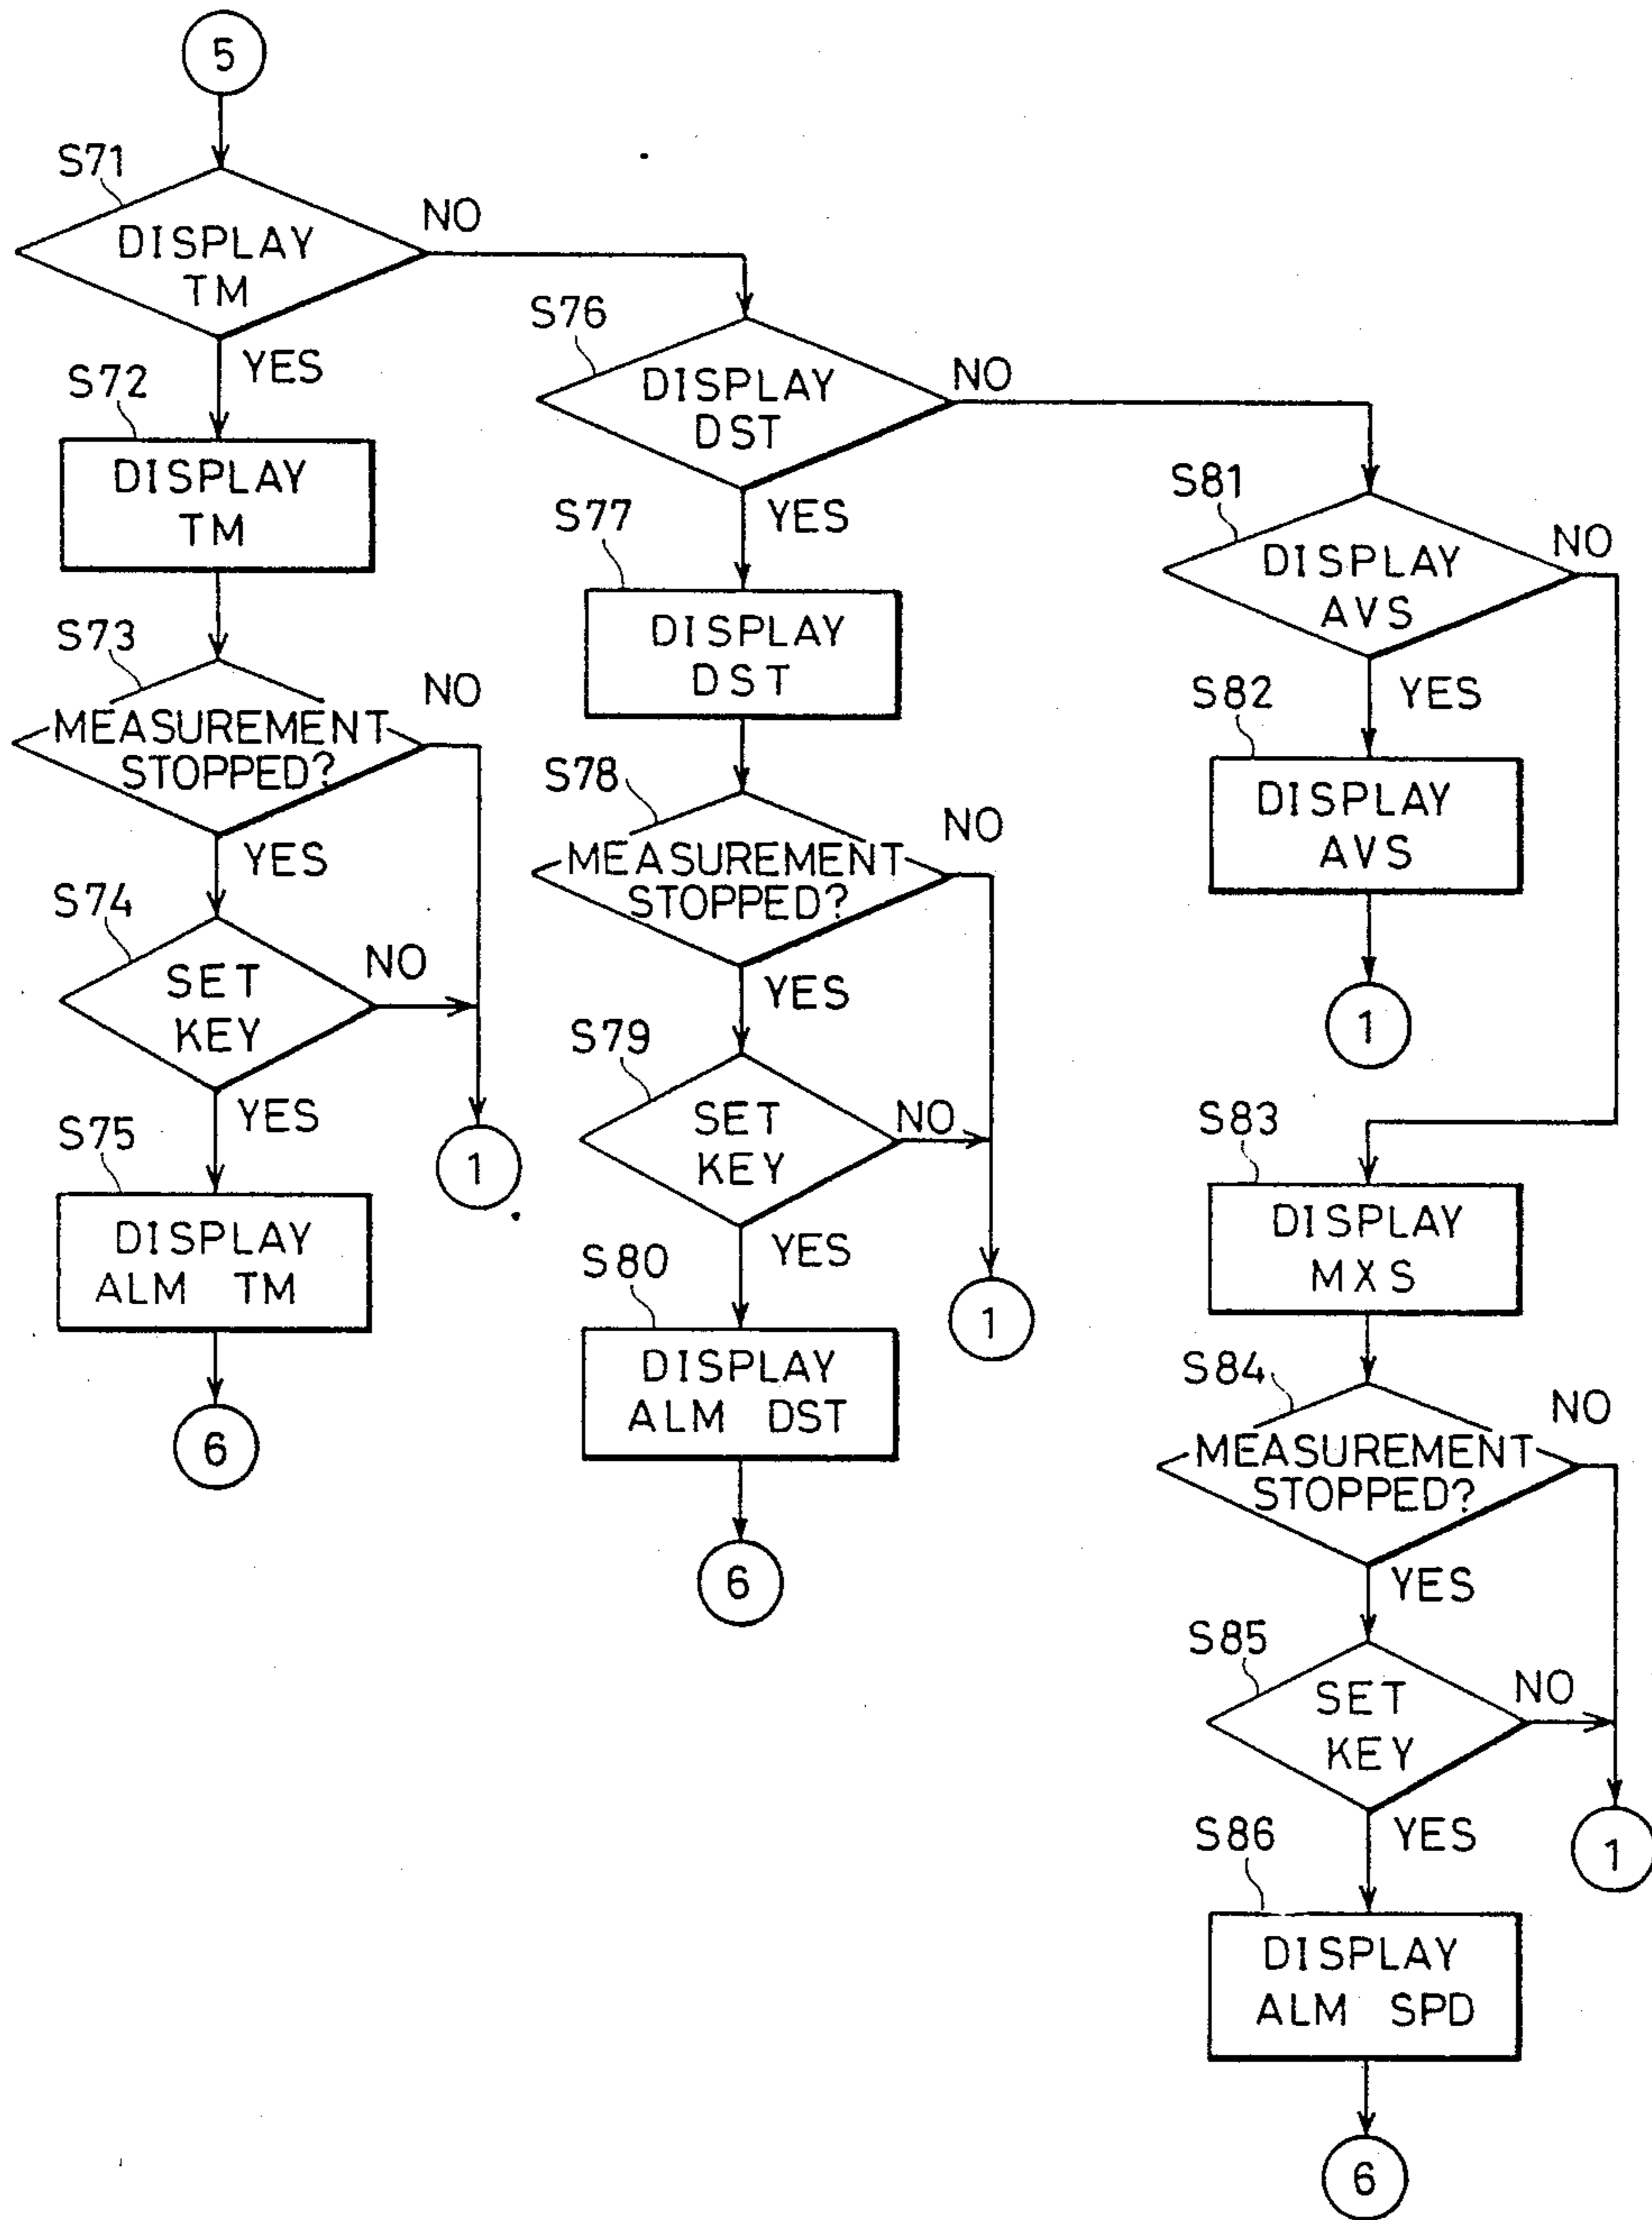 5
S71
DISPLAY
TM
NO
YES
S72
DISPLAY
TM
S73
MEASUREMENT
STOPPED?
NO
YES
S74
SET
KEY
NO
YES
1
S75
DISPLAY
ALM TM
6
S76
DISPLAY
DST
NO
YES
S77
DISPLAY
DST
S78
MEASUREMENT
STOPPED?
NO
YES
S79
SET
KEY
NO
YES
1
S80
DISPLAY
ALM DST
6
S81
DISPLAY
AVS
NO
YES
S82
DISPLAY
AVS
1
S83
DISPLAY
MXS
S84
MEASUREMENT
STOPPED?
NO
YES
S85
SET
KEY
NO
YES
1
S86
DISPLAY
ALM SPD
6